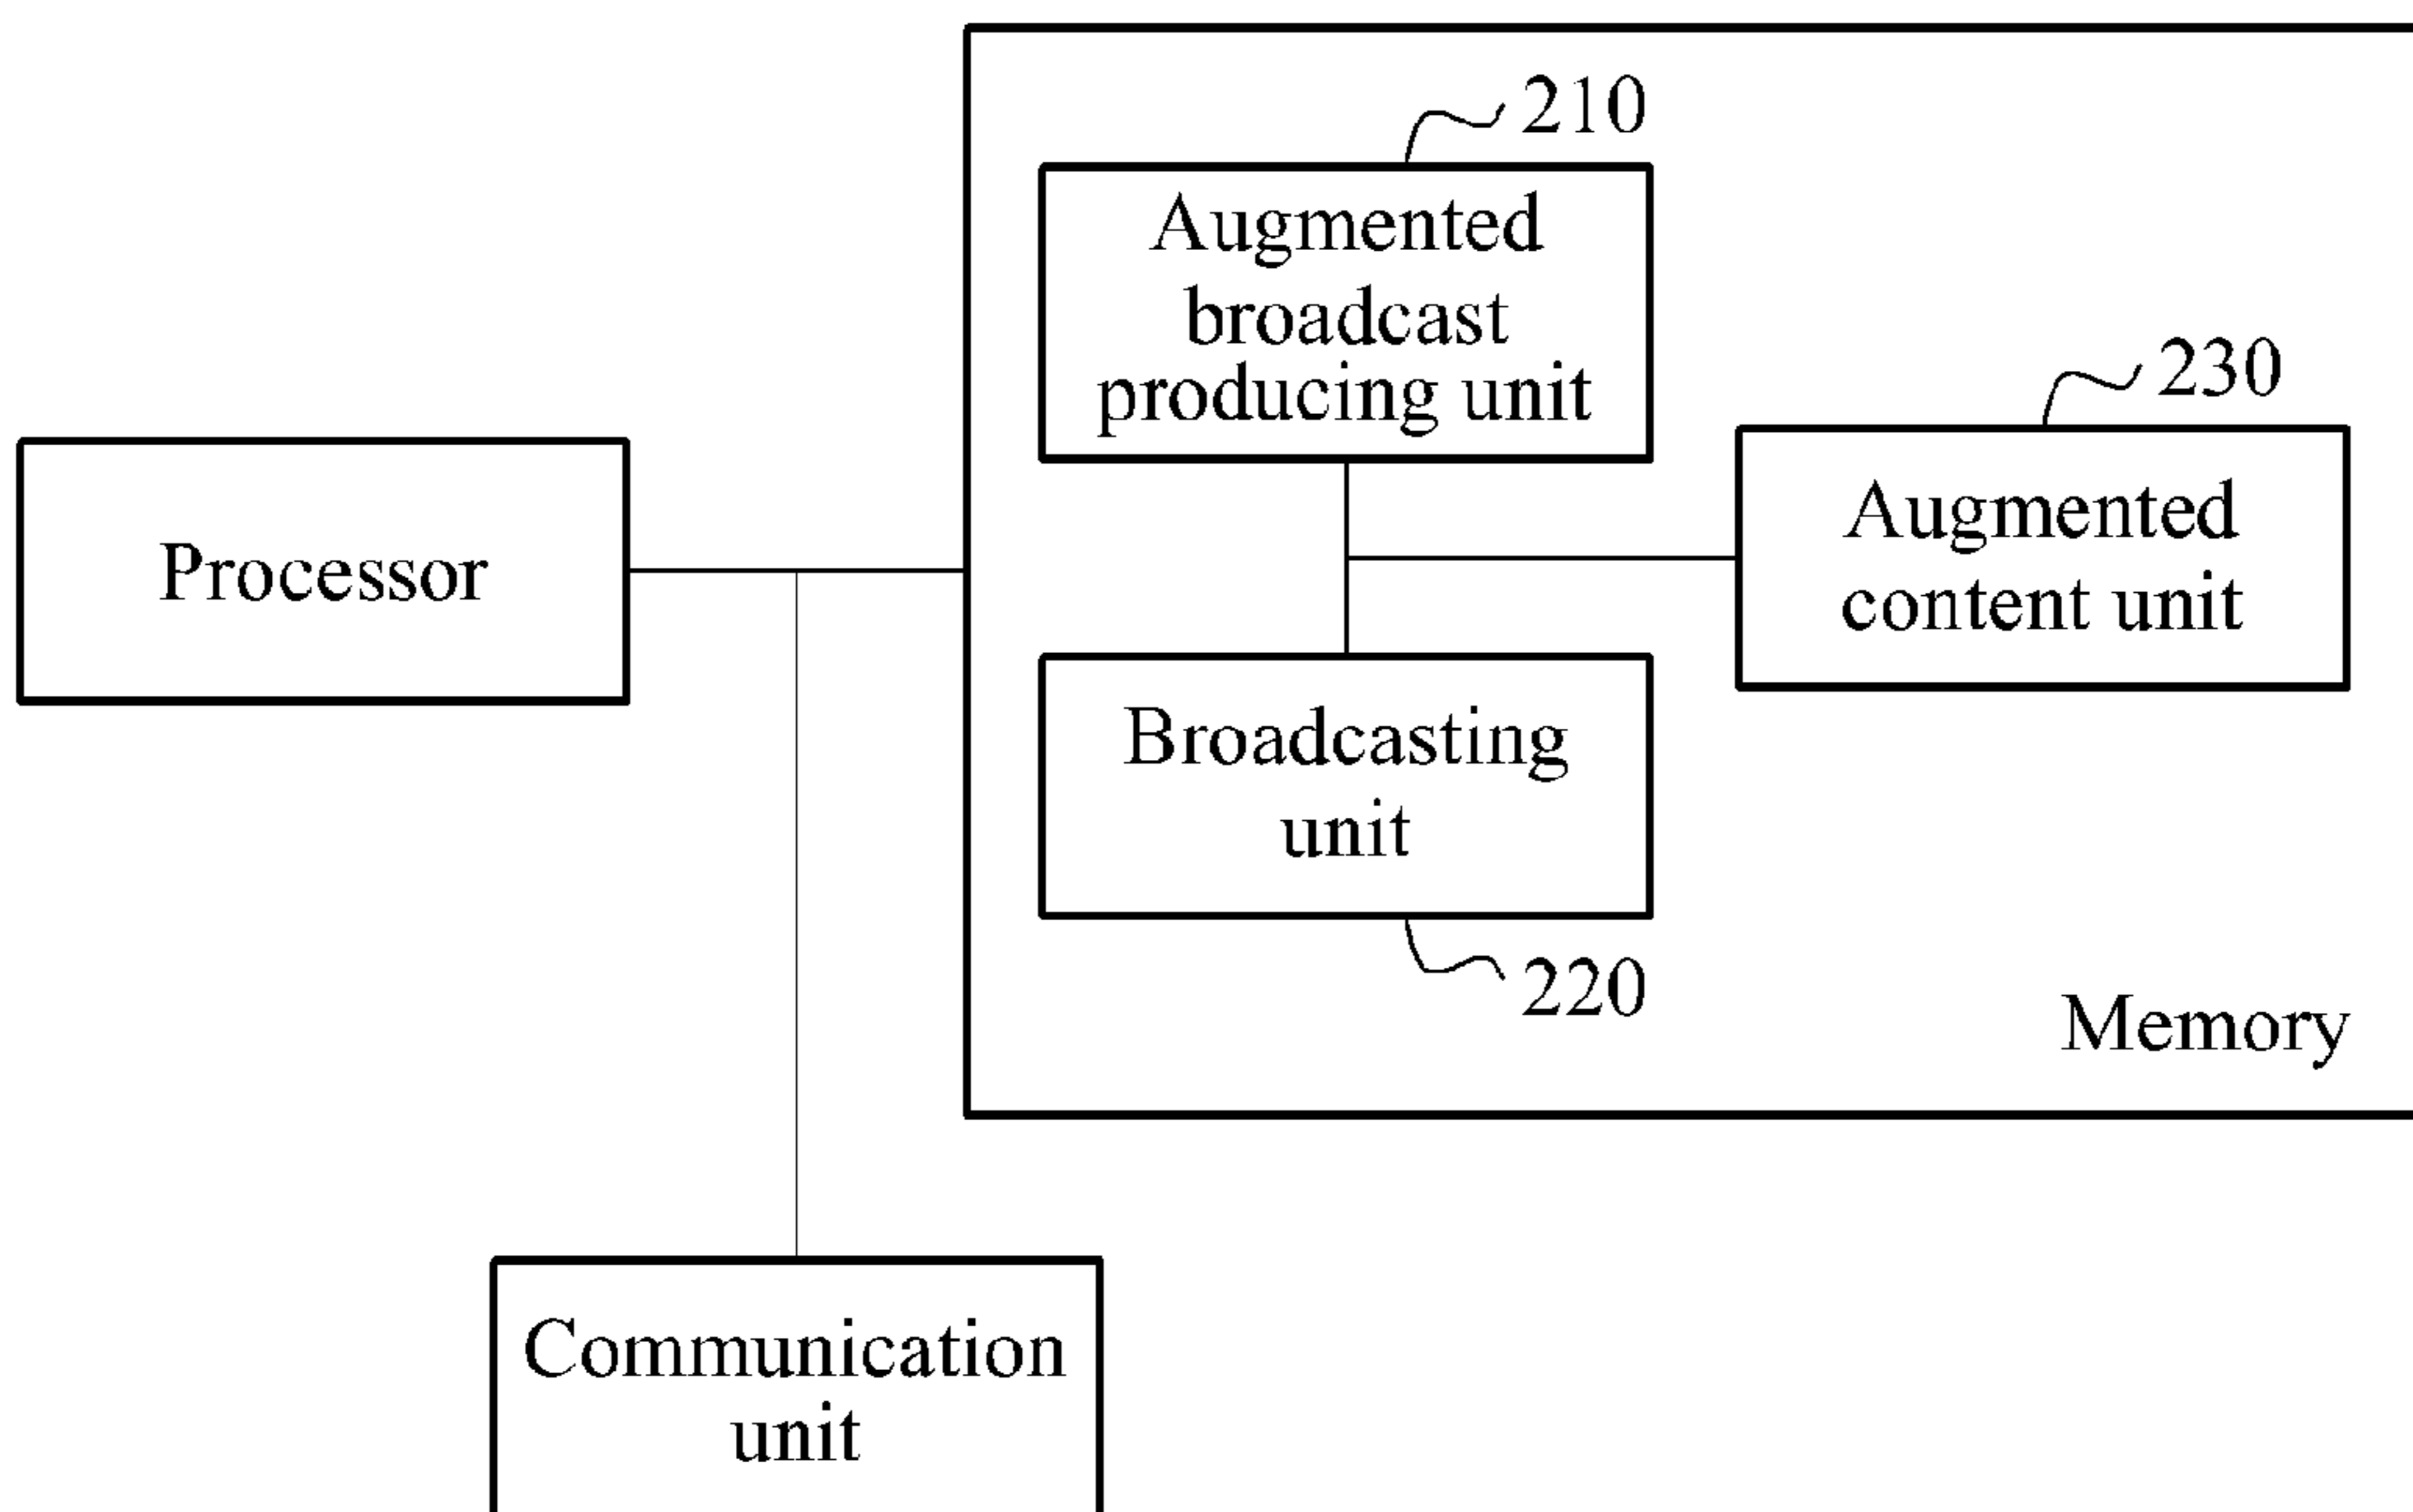 210
Augmented
broadcast
producing unit
230
Augmented
content unit
Processor
Broadcasting
unit
220
Memory
Communication
unit